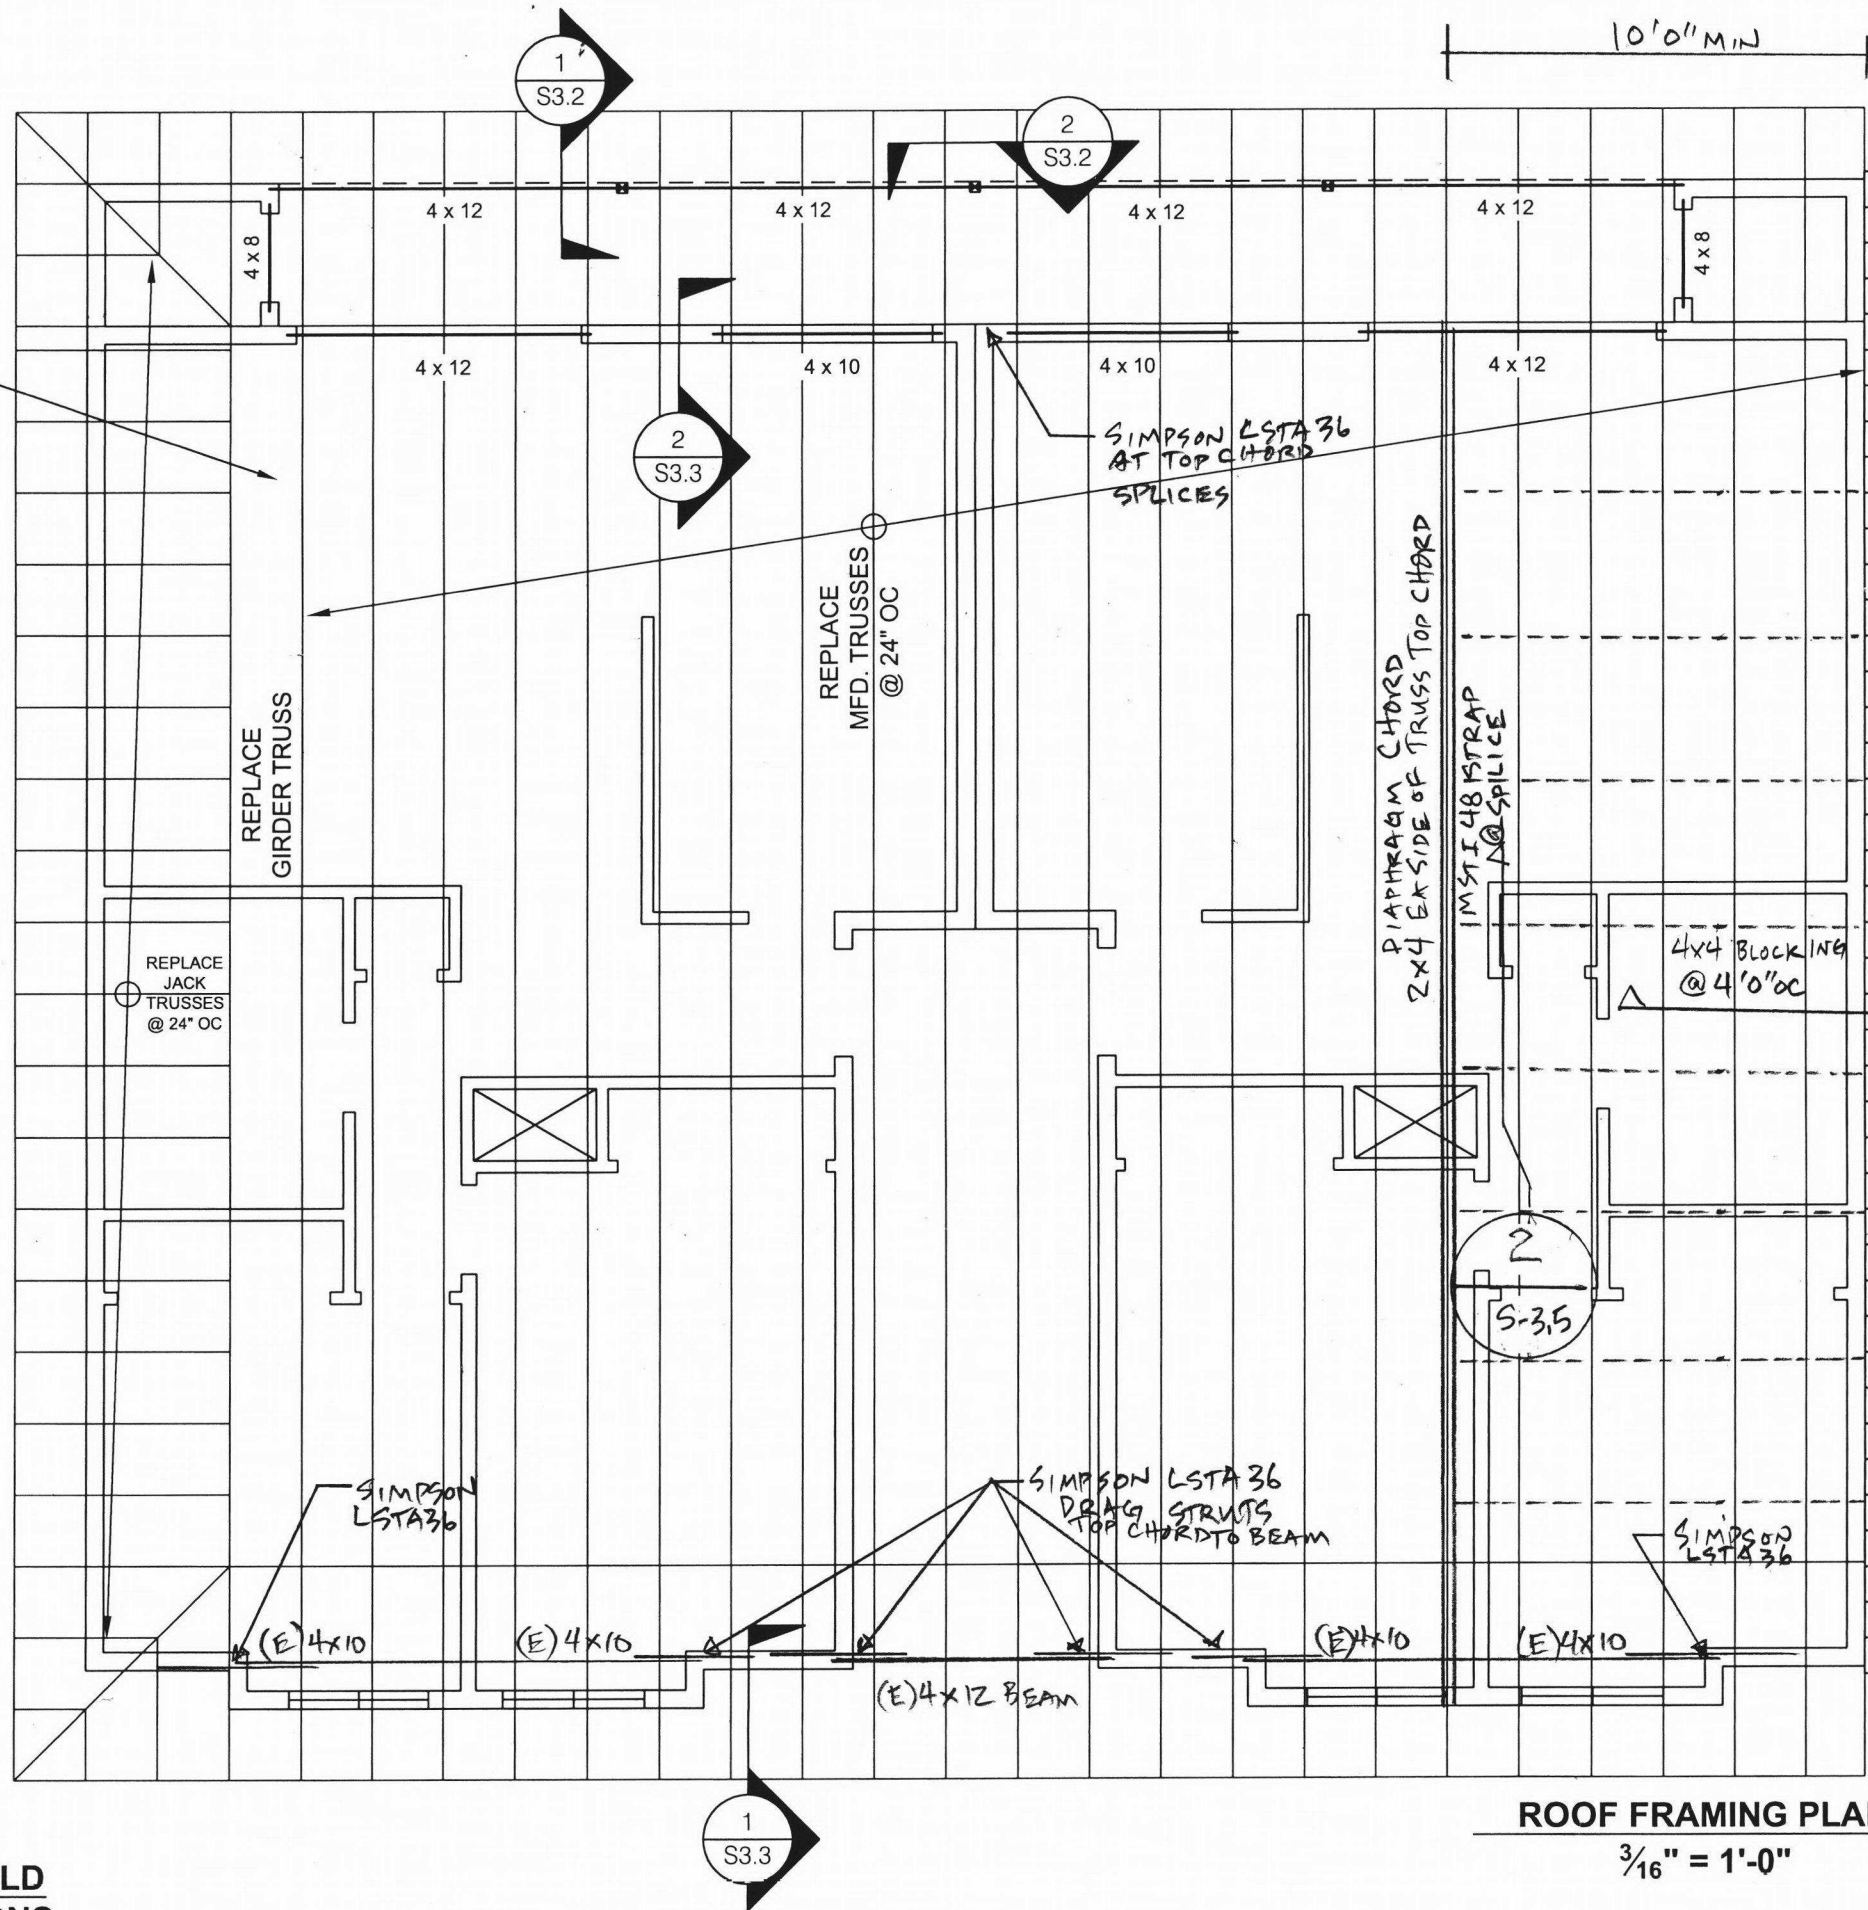 10'0" MIN
1
S3.2
2
S3.2
4 x 12
4 x 12
4 x 12
4 x 12
4 x 8
4 x 8
4 x 12
4 x 10
4 x 10
4 x 12
2
S3.3
SIMPSON LSTA 36
AT TOP CHORD
SPLICES
REPLACE
GIRDER TRUSS
REPLACE
MFD. TRUSSES
@ 24" OC
DIAPHRAGM CHORD
2x4 EA SIDE OF TRUSS TOP CHORD
MSTI 48 STRAP
@ SPLICE
4x4 BLOCKING
@ 4'0" OC
REPLACE
JACK
TRUSSES
@ 24" OC
2
S-3,5
SIMPSON
LSTA36
SIMPSON LSTA 36
DRAG STRUTS
TOP CHORD TO BEAM
SIMPSON
LSTA 36
(E) 4x10
(E) 4x10
(E) 4x10
(E) 4x10
(E) 4x12 BEAM
1
S3.3
ROOF FRAMING PLA
3/16" = 1'-0"
LD